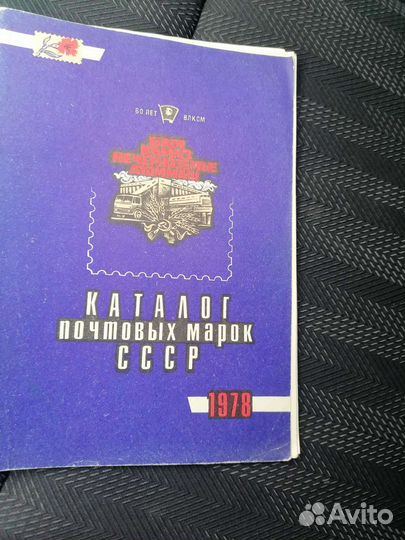 60 ЛЕТ ВЛКСМ
КАТАЛОГ
ПОЧТОВЫХ МАРОК
СССР
1978
Avito